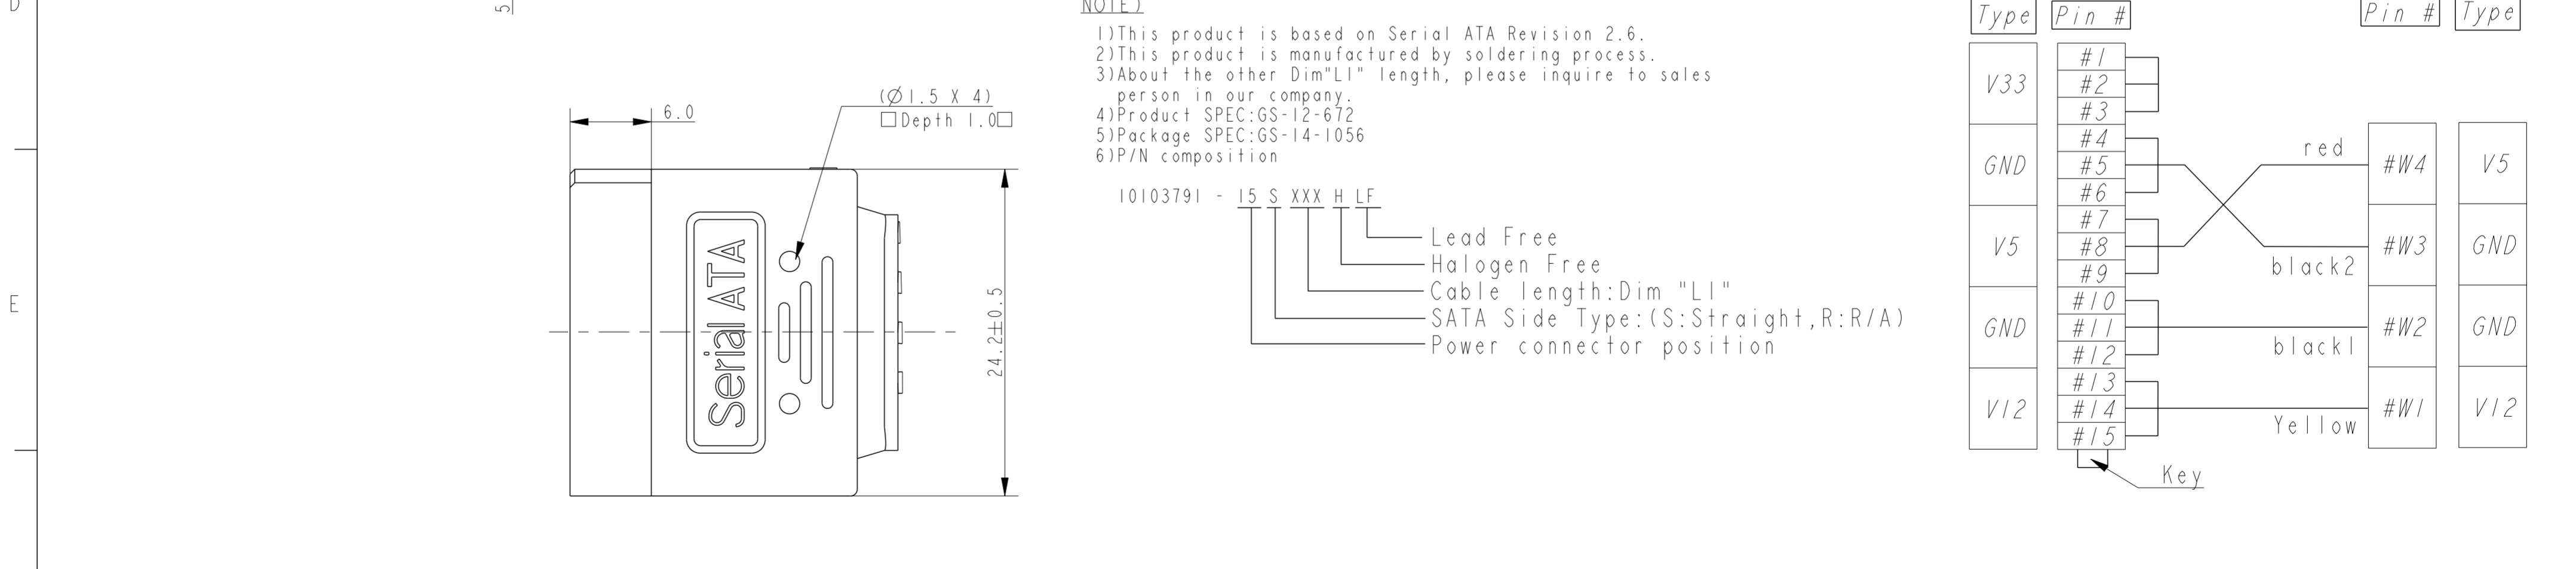 D
5
NOTE)
1)This product is based on Serial ATA Revision 2.6.
2)This product is manufactured by soldering process.
3)About the other Dim"L1" length, please inquire to sales
person in our company.
4)Product SPEC:GS-12-672
5)Package SPEC:GS-14-1056
6)P/N composition
10103791 - 15 S XXX H LF
Lead Free
Halogen Free
Cable length:Dim "L1"
SATA Side Type:(S:Straight,R:R/A)
Power connector position
6.0
(Ø1.5 X 4)
□Depth 1.0□
Serial ATA
24.2±0.5
E
Type Pin # Pin # Type
V33
GND
V5
GND
V12
#1
#2
#3
#4
#5
#6
#7
#8
#9
#10
#11
#12
#13
#14
#15
Key
red
black2
black1
Yellow
#W4 V5
#W3 GND
#W2 GND
#W1 V12